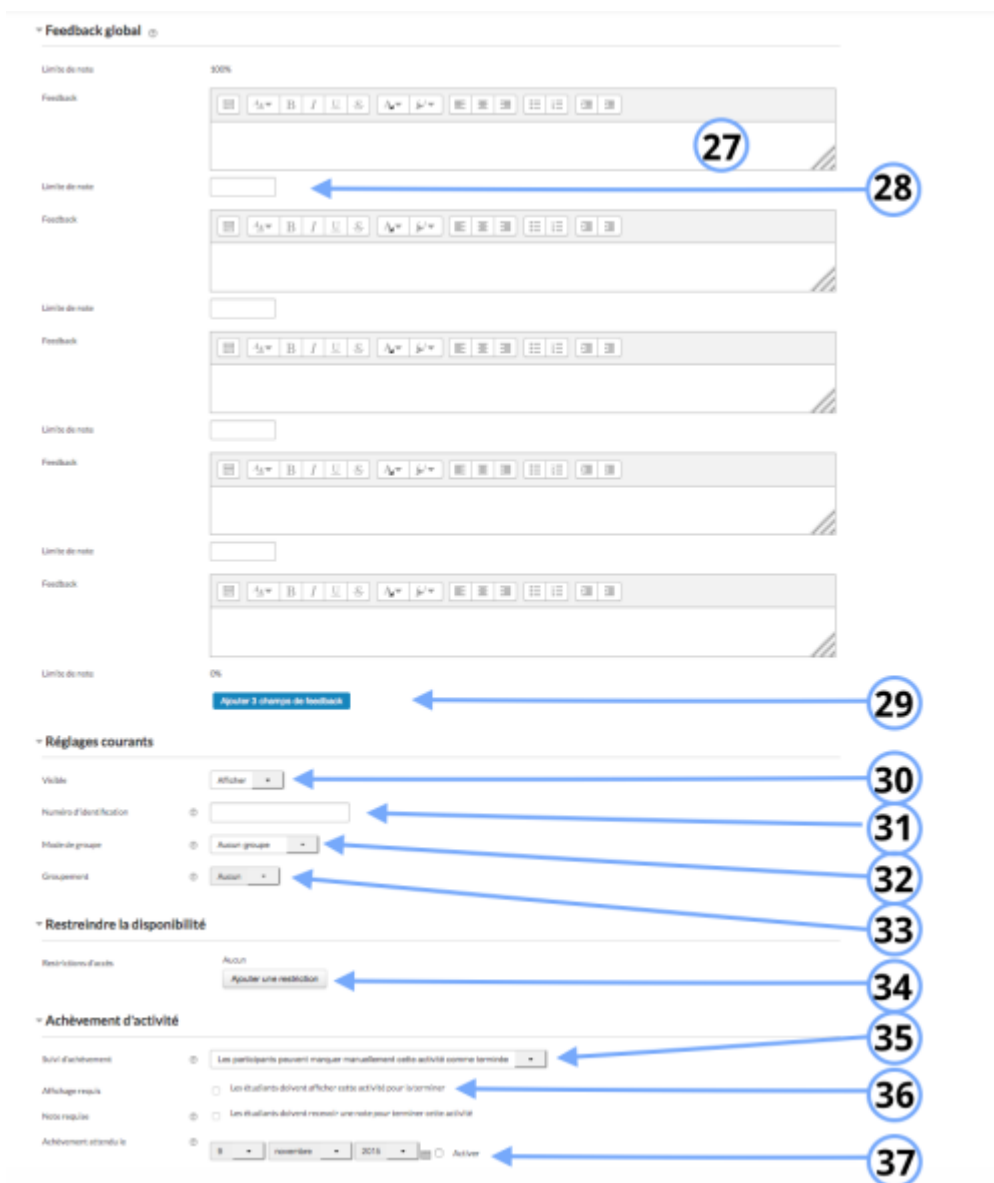 Feedback global
Limite de note 100%
Feedback
27
Limite de note 28
Feedback
Limite de note
Feedback
Limite de note
Feedback
Limite de note
Feedback
Limite de note 0%
Ajouter 3 champs de feedback 29
Réglages courants
Visible Afficher 30
Numéro d'identification 31
Mode de groupe Aucun groupe 32
Groupement Aucun 33
Restreindre la disponibilité
Restrictions d'accès Aucun
Ajouter une restriction 34
Achèvement d'activité
35
Suivi d'achèvement Les participants peuvent marquer manuellement cette activité comme terminée
Affichage requis Les étudiants doivent afficher cette activité pour la terminer 36
Note requise Les étudiants doivent recevoir une note pour terminer cette activité
Achèvement attendu le 9 novembre 2016 Activer 37